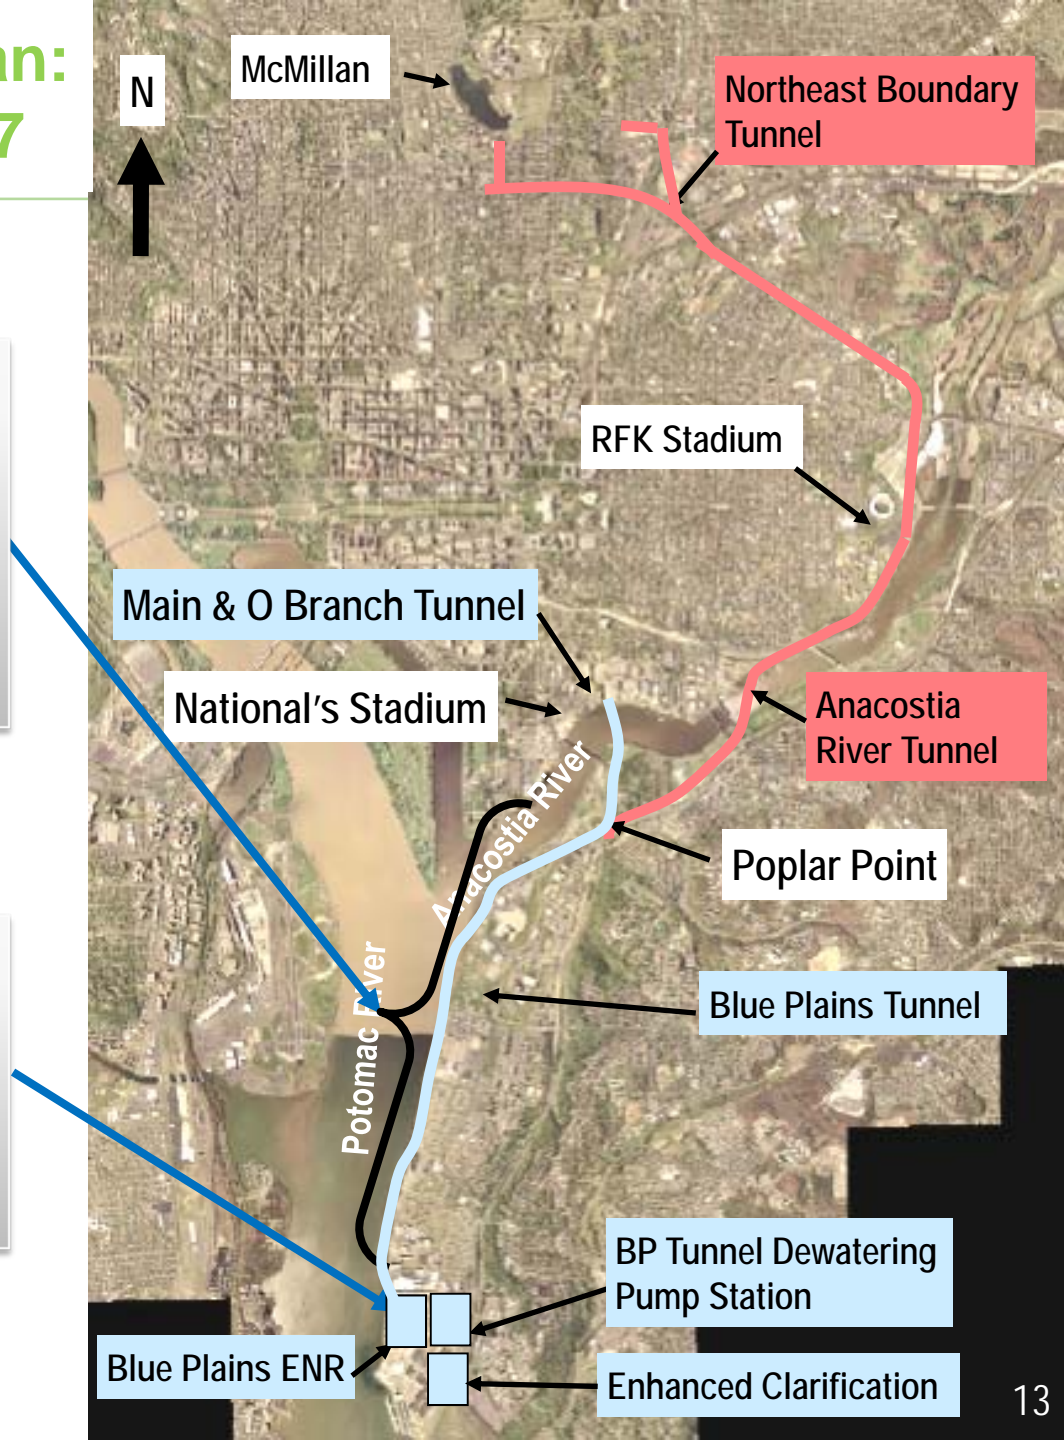 an:
7
N
McMillan
Northeast Boundary
Tunnel
RFK Stadium
Main & O Branch Tunnel
National's Stadium
Anacostia
River Tunnel
Anacostia River
Poplar Point
Potomac River
Blue Plains Tunnel
BP Tunnel Dewatering
Pump Station
Blue Plains ENR
Enhanced Clarification
13